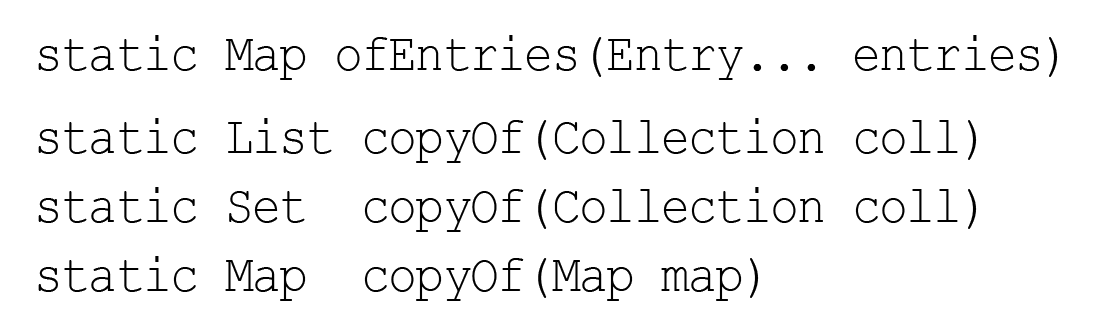 static Map ofEntries(Entry... entries)
static List copyOf(Collection coll)
static Set  copyOf(Collection coll)
static Map  copyOf(Map map)